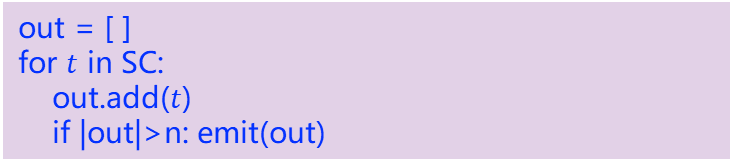 out = [ ]
for 𝑡 in SC:
out.add(𝑡)
if |out|>n: emit(out)